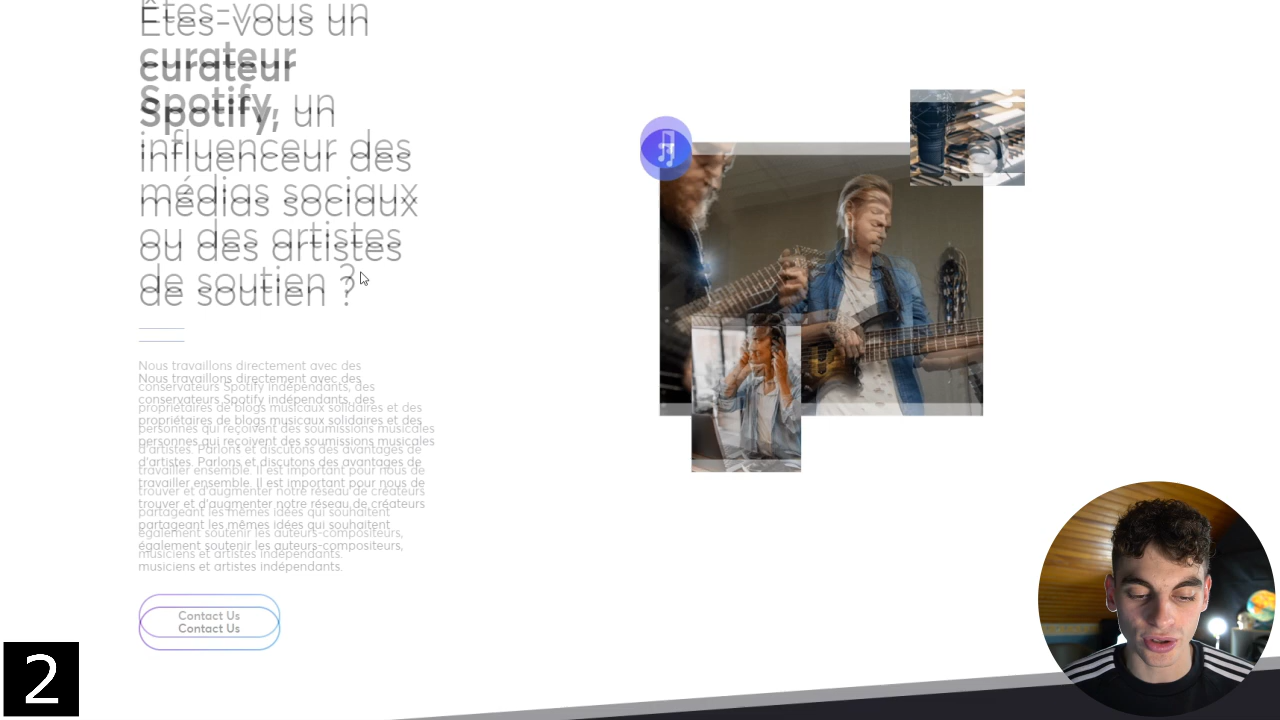 Êtes-vous un
curateur
Spotify, un
influenceur des
médias sociaux
ou des artistes
de soutien ?
Nous travaillons directement avec des
conservateurs Spotify indépendants, des
propriétaires de blogs musicaux solidaires et des
personnes qui reçoivent des soumissions musicales
d'artistes. Parlons et discutons des avantages de
travailler ensemble. Il est important pour nous de
trouver et d'augmenter notre réseau de créateurs
partageant les mêmes idées qui souhaitent
également soutenir les auteurs-compositeurs,
musiciens et artistes indépendants.
Contact Us
2